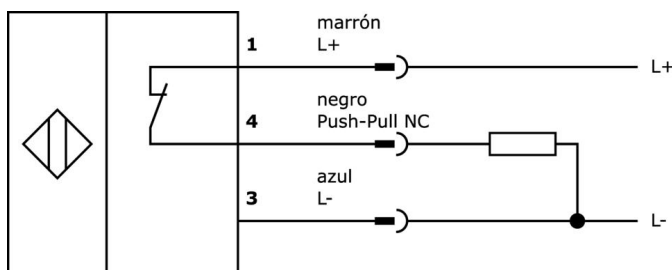 marrón
1
L+
L+
negro
4
Push-Pull NC
azul
3
L-
L-